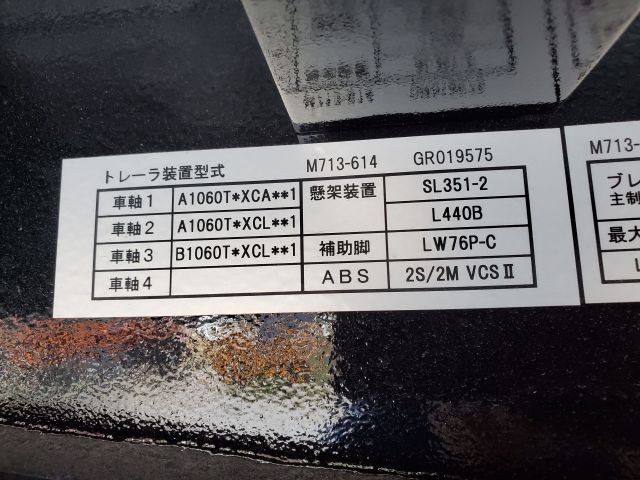 トレーラ装置型式 M713-614 GR019575
車軸1 A1060T*XCA**1 懸架装置 SL351-2
車軸2 A1060T*XCL**1 L440B
車軸3 B1060T*XCL**1 補助脚 LW76P-C
車軸4 ABS 2S/2M VCSⅡ
M713-
ブレ
主制
最大
L